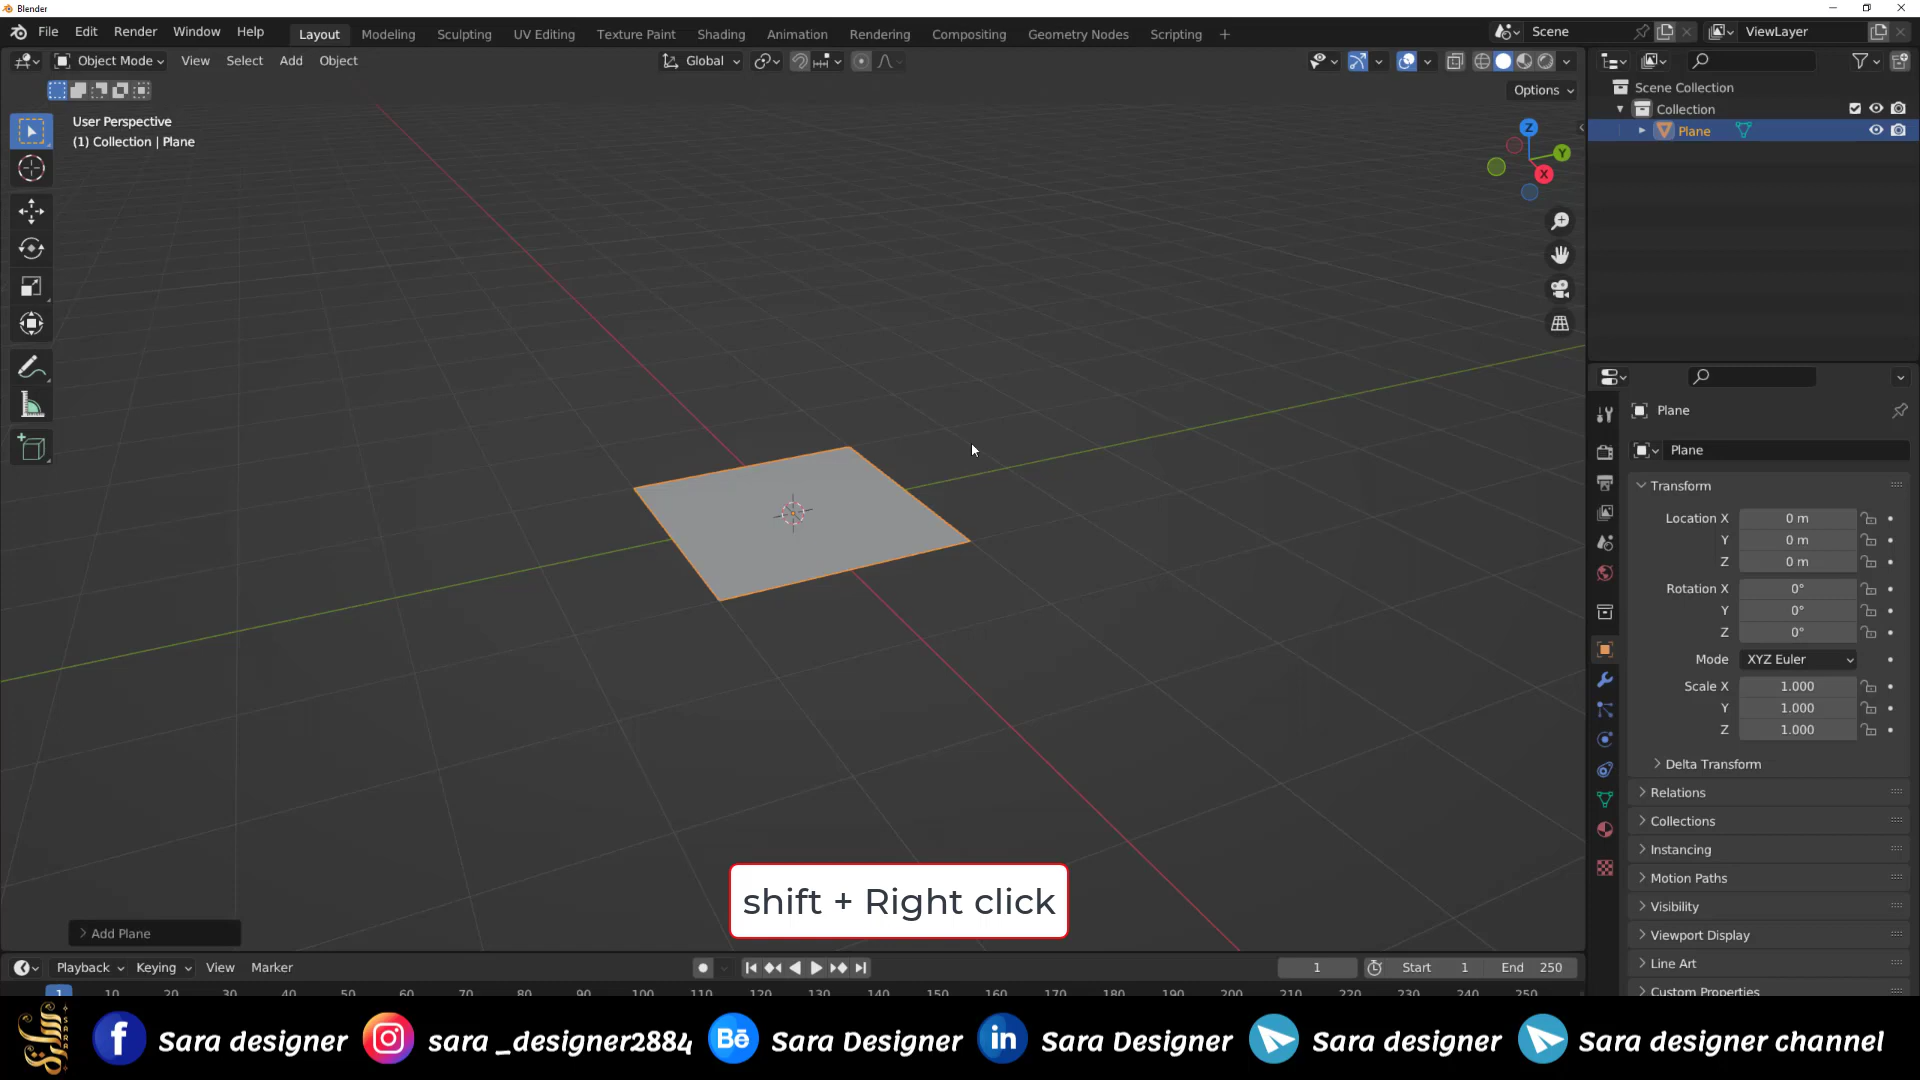 Blender
File Edit Render Window Help
Layout Modeling Sculpting UV Editing Texture Paint Shading Animation Rendering Compositing Geometry Nodes Scripting +
Scene
ViewLayer
Object Mode View Select Add Object
Global
Options
User Perspective
(1) Collection | Plane
Z
Y
X
Scene Collection
Collection
Plane
Plane
Plane
Transform
Location X 0 m
Y 0 m
Z 0 m
Rotation X 0°
Y 0°
Z 0°
Mode XYZ Euler
Scale X 1.000
Y 1.000
Z 1.000
Delta Transform
Relations
Collections
Instancing
Motion Paths
Visibility
Viewport Display
Line Art
Custom Properties
shift + Right click
Add Plane
Playback Keying View Marker
1 Start 1 End 250
1 10 20 30 40 50 60 70 80 90 100 110 120 130 140 150 160 170 180 190 200 210 220 230 240 250
Sara designer sara _designer2884 Sara Designer Sara Designer Sara designer Sara designer channel